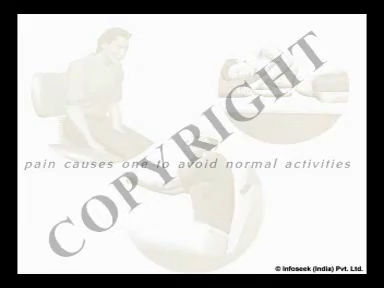 COPYRIGHT
pain causes one to avoid normal activities
© Infoseek (India) Pvt. Ltd.